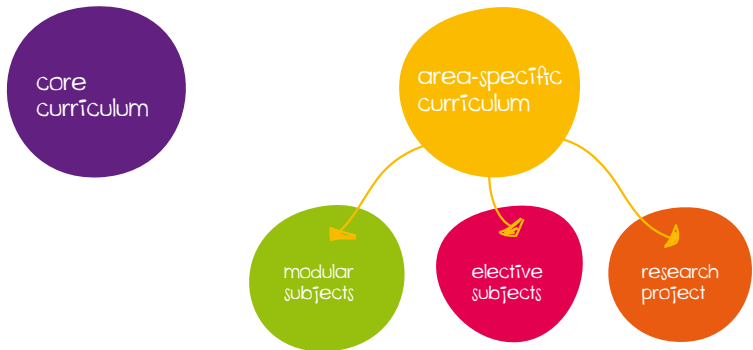 core
curriculum
area-specific
curriculum
modular
subjects
elective
subjects
research
project